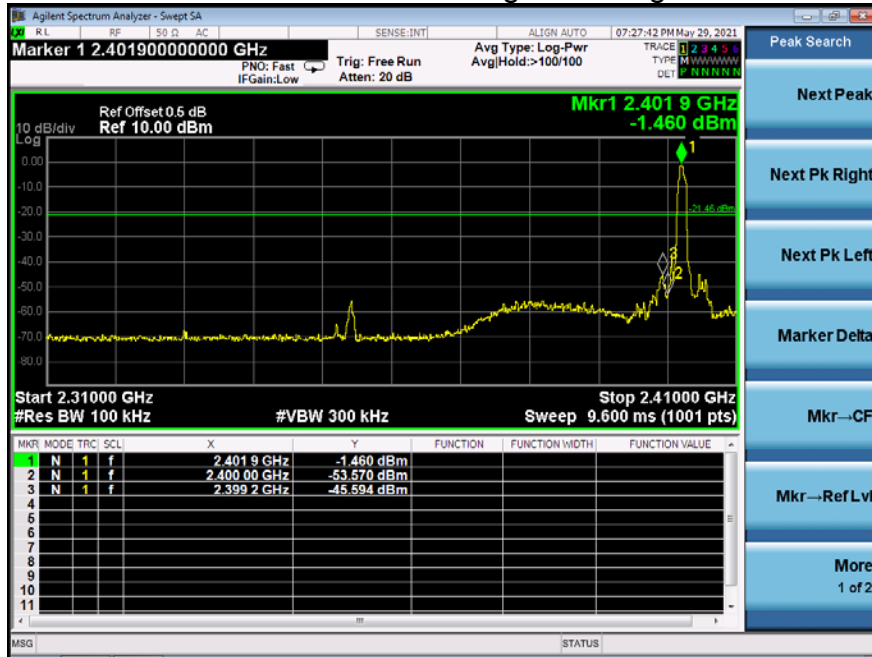 Agilent Spectrum Analyzer - Swept SA
RL RF 50 Ω AC SENSE:INT ALIGN AUTO 07:27:42 PM May 29, 2021
Marker 1 2.401900000000 GHz
PNO: Fast
IFGain:Low
Trig: Free Run
Atten: 20 dB
Avg Type: Log-Pwr
Avg|Hold:>100/100
TRACE 1 2 3 4 5 6
TYPE M WWWWW
DET P N N N N N
Peak Search
Next Peak
Next Pk Right
Next Pk Left
Marker Delta
Mkr→CF
Mkr→Ref Lvl
More
1 of 2
Mkr1 2.401 9 GHz
-1.460 dBm
Ref Offset 0.5 dB
10 dB/div Ref 10.00 dBm
Log
1
0.00
-10.0
-20.0
-21.46 dBm
-30.0
3
-40.0
2
-50.0
-60.0
-70.0
80.0
Start 2.31000 GHz Stop 2.41000 GHz
#Res BW 100 kHz #VBW 300 kHz Sweep 9.600 ms (1001 pts)
MKR MODE TRC SCL X Y FUNCTION FUNCTION WIDTH FUNCTION VALUE
1 N 1 f 2.401 9 GHz -1.460 dBm
2 N 1 f 2.400 00 GHz -53.570 dBm
3 N 1 f 2.399 2 GHz -45.594 dBm
4
5
6
7
8
9
10
11
MSG STATUS